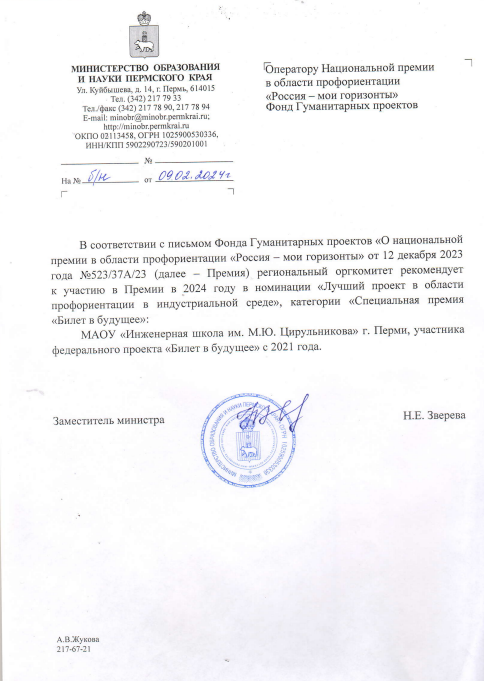 МИНИСТЕРСТВО ОБРАЗОВАНИЯ
И НАУКИ ПЕРМСКОГО КРАЯ
Ул. Куйбышева, д. 14, г. Пермь, 614015
Тел. (342) 217 79 33
Тел./факс (342) 217 78 90, 217 78 94
E-mail: minobr@minobr.permkrai.ru;
http://minobr.permkrai.ru
ОКПО 02113458, ОГРН 1025900530336,
ИНН/КПП 5902290723/590201001
№
На № б/н от 09.02.2024г
Оператору Национальной премии
в области профориентации
«Россия – мои горизонты»
Фонд Гуманитарных проектов
В соответствии с письмом Фонда Гуманитарных проектов «О национальной
премии в области профориентации «Россия – мои горизонты» от 12 декабря 2023
года №523/37А/23 (далее – Премия) региональный оргкомитет рекомендует
к участию в Премии в 2024 году в номинации «Лучший проект в области
профориентации в индустриальной среде», категории «Специальная премия
«Билет в будущее»:
МАОУ «Инженерная школа им. М.Ю. Цирульникова» г. Перми, участника
федерального проекта «Билет в будущее» с 2021 года.
Заместитель министра
Н.Е. Зверева
А.В.Жукова
217-67-21